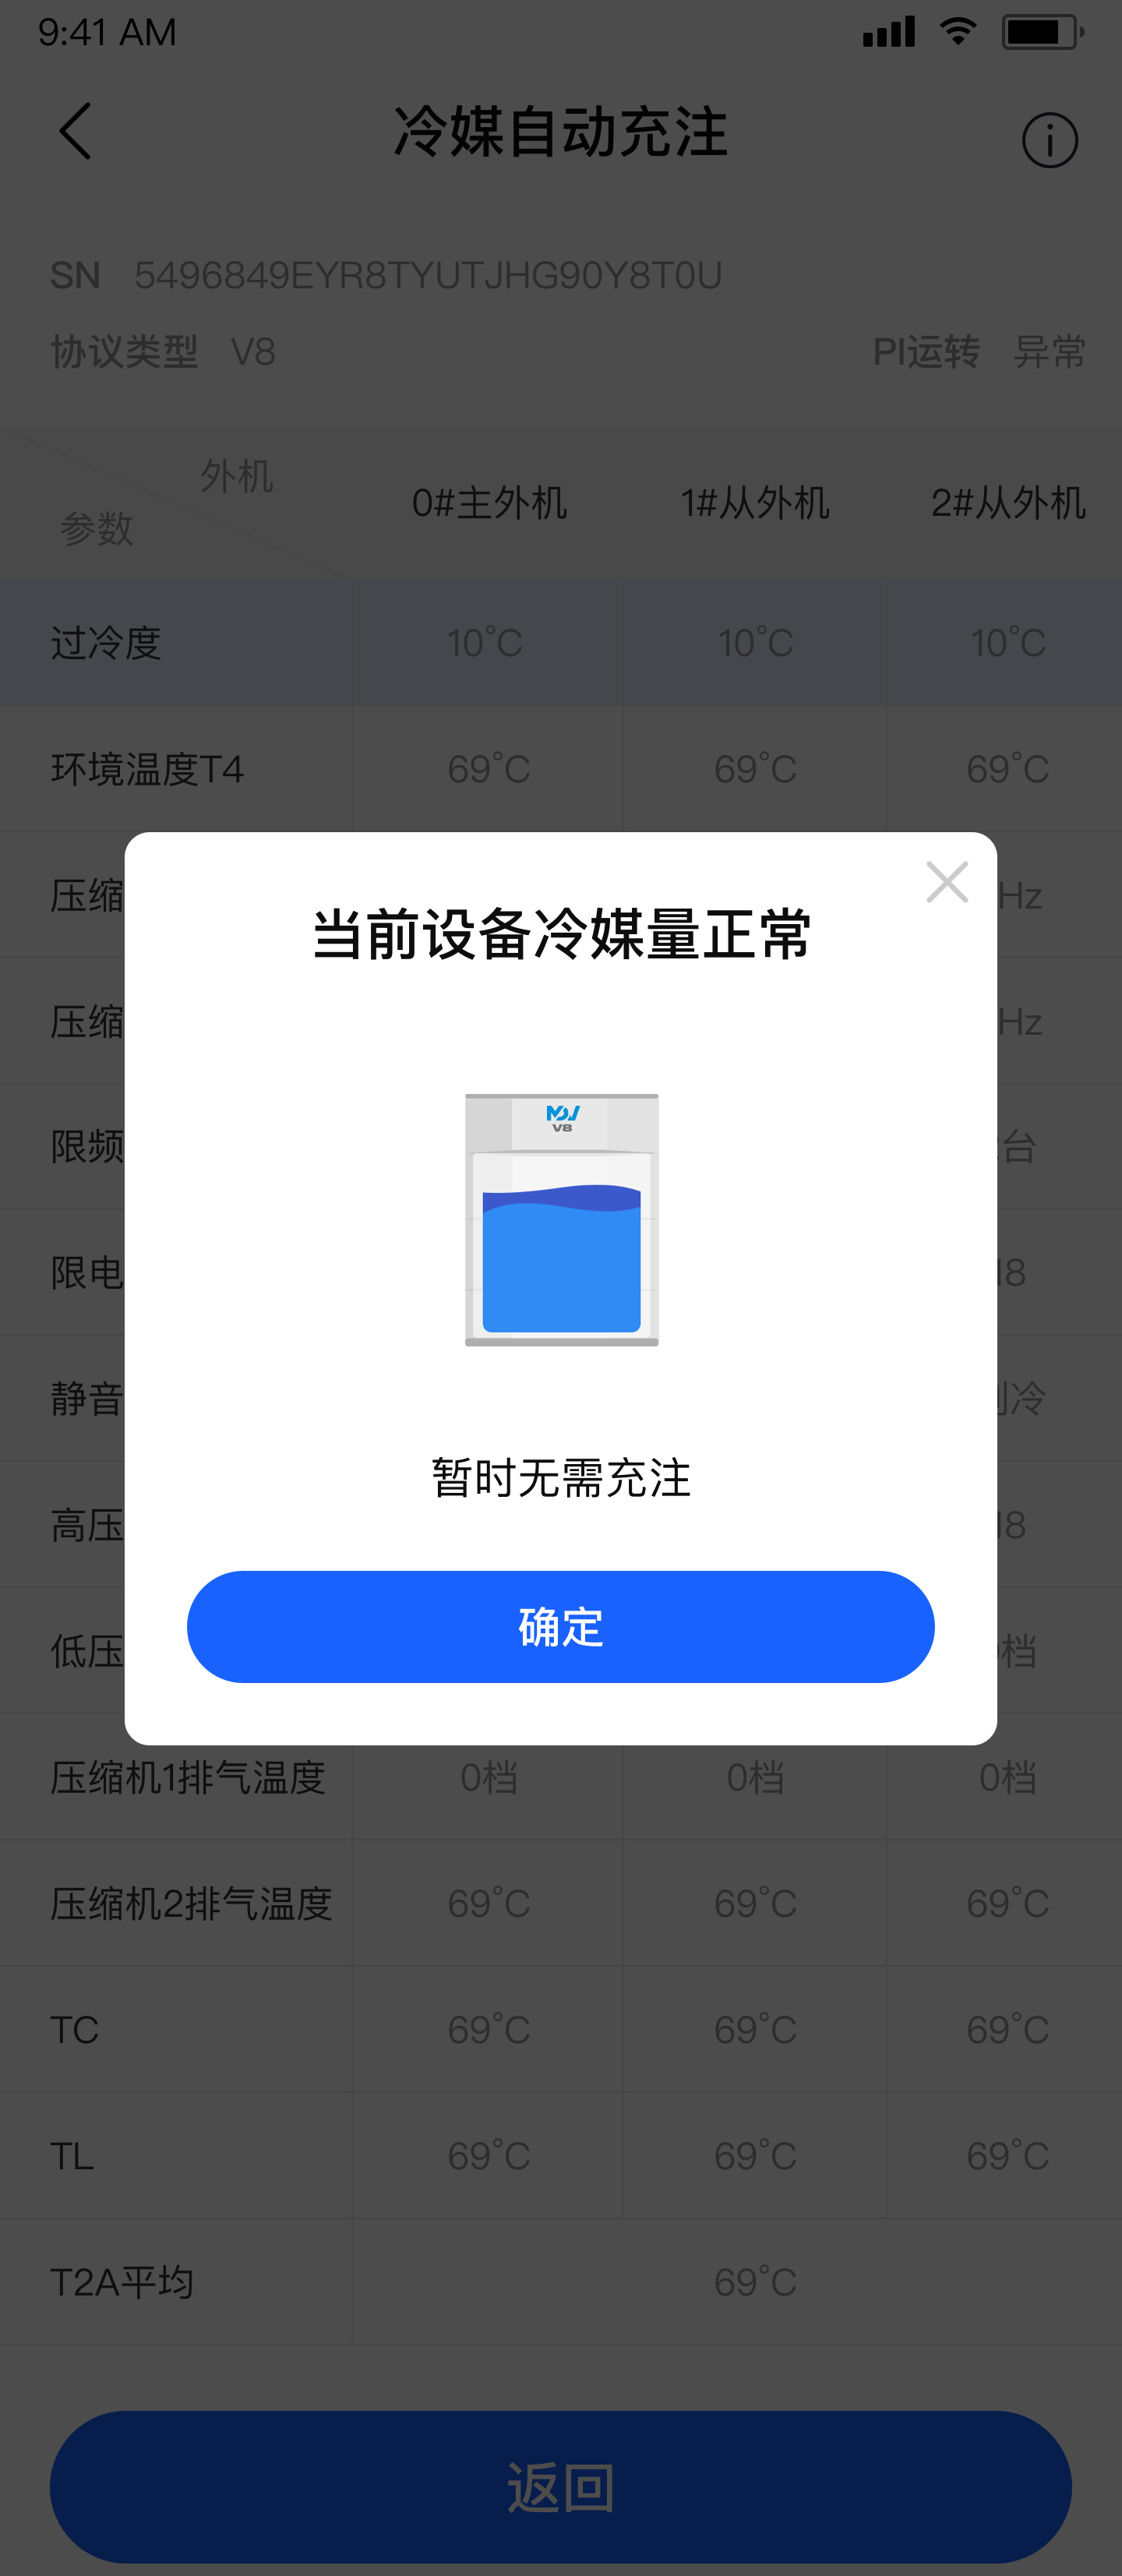 9:41 AM
冷媒自动充注
SN 5496849EYR8TYUTJHG90Y8T0U
协议类型 V8 PI运转 异常
外机
参数 0#主外机 1#从外机 2#从外机
过冷度 10°C 10°C 10°C
环境温度T4 69°C 69°C 69°C
压缩 Hz
当前设备冷媒量正常
压缩 Hz
MDV
V8
限频 台
限电 18
静音 冷
暂时无需充注
高压 18
确定
低压 档
压缩机1排气温度 0档 0档 0档
压缩机2排气温度 69°C 69°C 69°C
TC 69°C 69°C 69°C
TL 69°C 69°C 69°C
T2A平均 69°C
返回